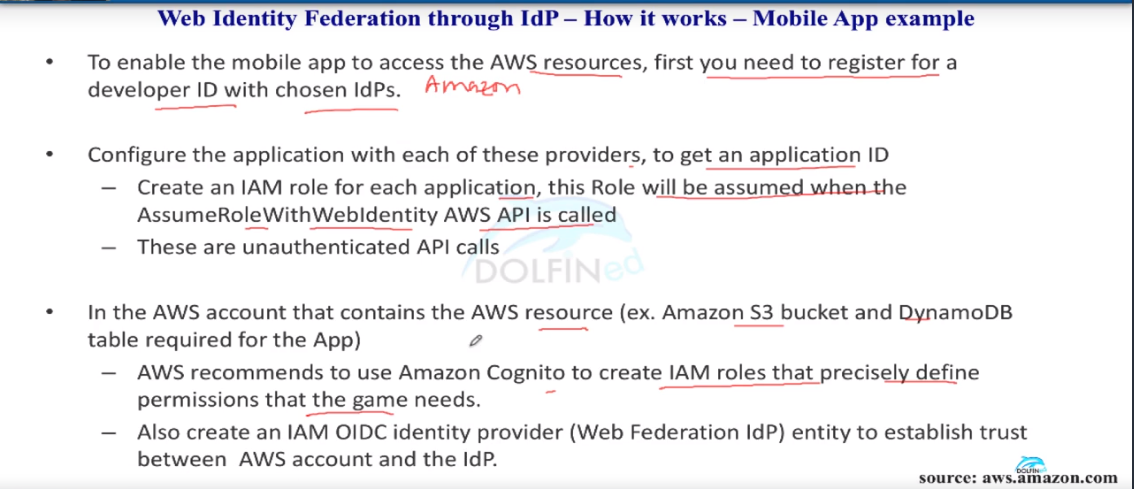 Web Identity Federation through IdP – How it works – Mobile App example
• To enable the mobile app to access the AWS resources, first you need to register for a
developer ID with chosen IdPs. Amazon
• Configure the application with each of these providers, to get an application ID
– Create an IAM role for each application, this Role will be assumed when the
AssumeRoleWithWebIdentity AWS API is called
– These are unauthenticated API calls
DOLFINed
• In the AWS account that contains the AWS resource (ex. Amazon S3 bucket and DynamoDB
table required for the App)
– AWS recommends to use Amazon Cognito to create IAM roles that precisely define
permissions that the game needs.
– Also create an IAM OIDC identity provider (Web Federation IdP) entity to establish trust
between AWS account and the IdP.
DOLFINed
source: aws.amazon.com